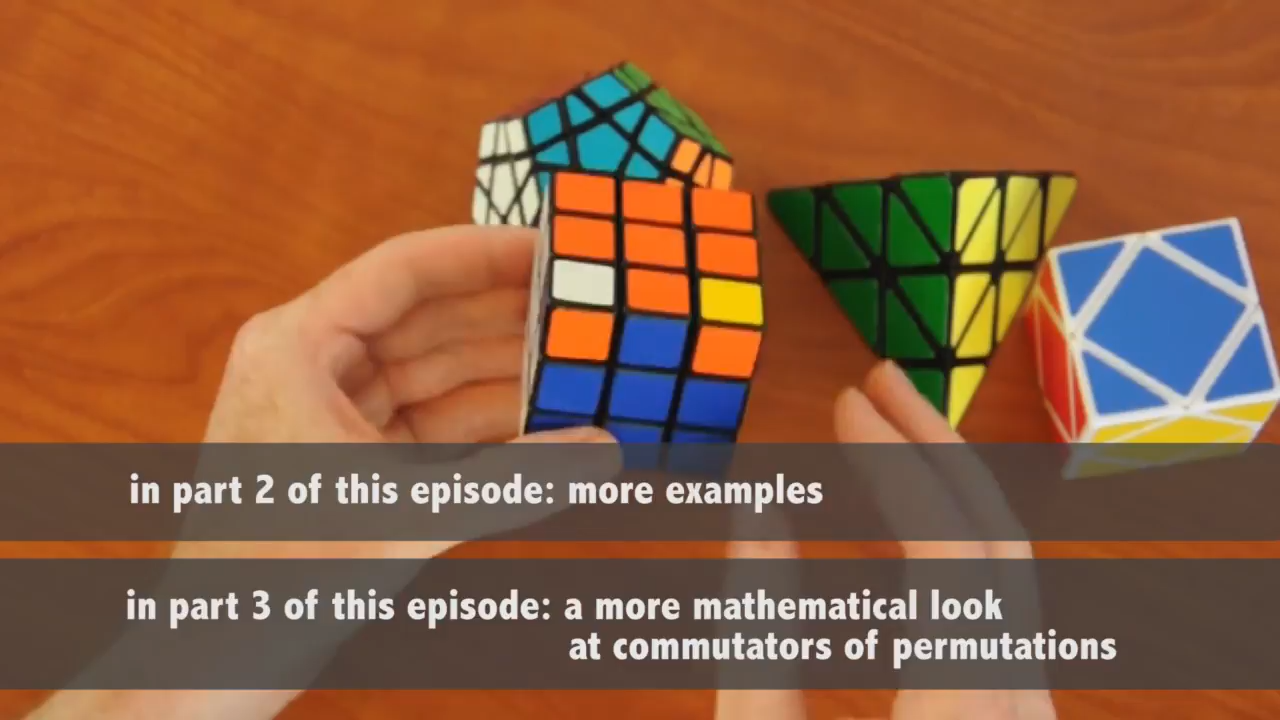 in part 2 of this episode: more examples
in part 3 of this episode: a more mathematical look
at commutators of permutations